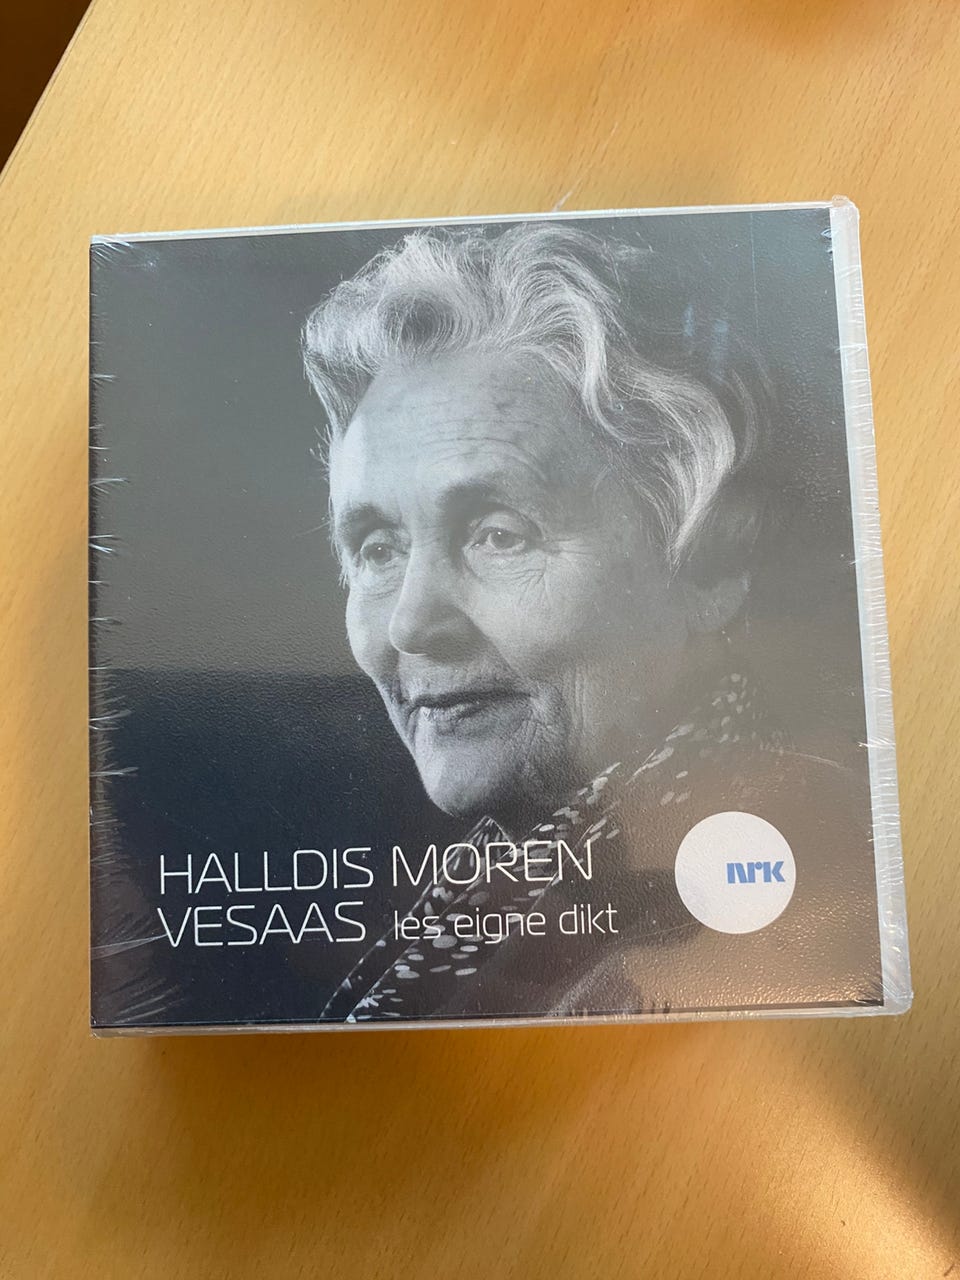 HALLDIS MOREN
VESAAS les eigne dikt
nrk